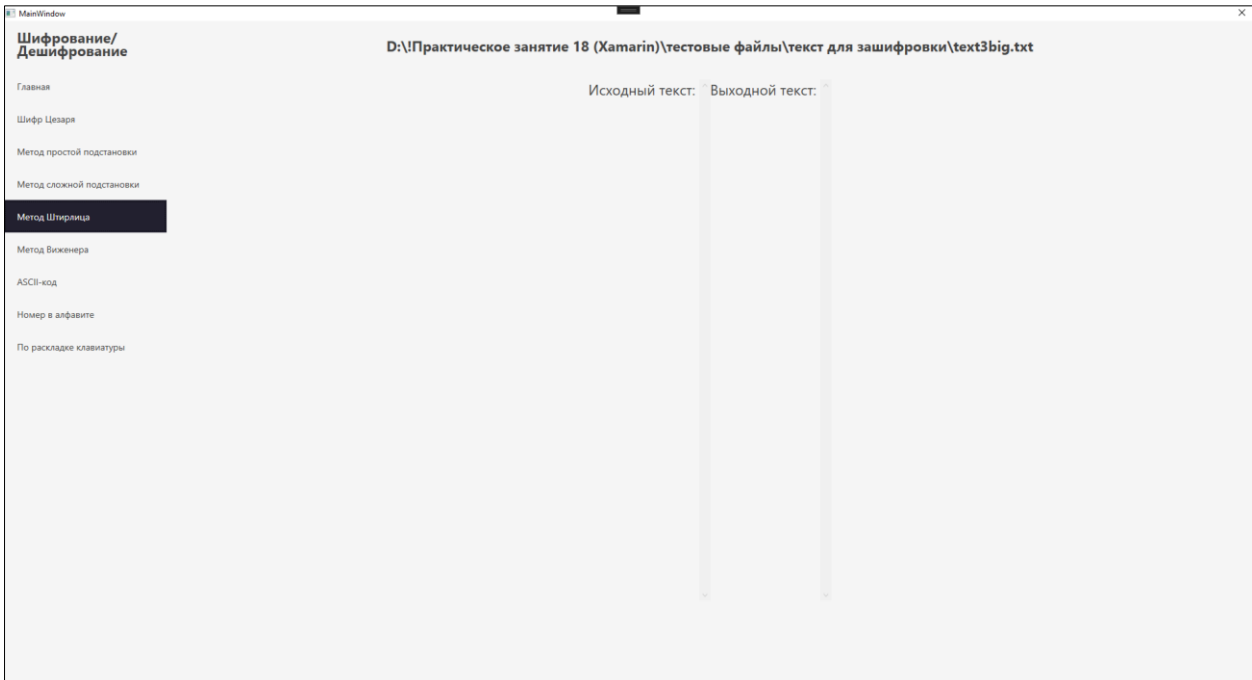 MainWindow
Шифрование/
Дешифрование
Главная
Шифр Цезаря
Метод простой подстановки
Метод сложной подстановки
Метод Штирлица
Метод Виженера
ASCII-код
Номер в алфавите
По раскладке клавиатуры
D:\!Практическое занятие 18 (Xamarin)\тестовые файлы\текст для зашифровки\text3big.txt
Исходный текст: Выходной текст: